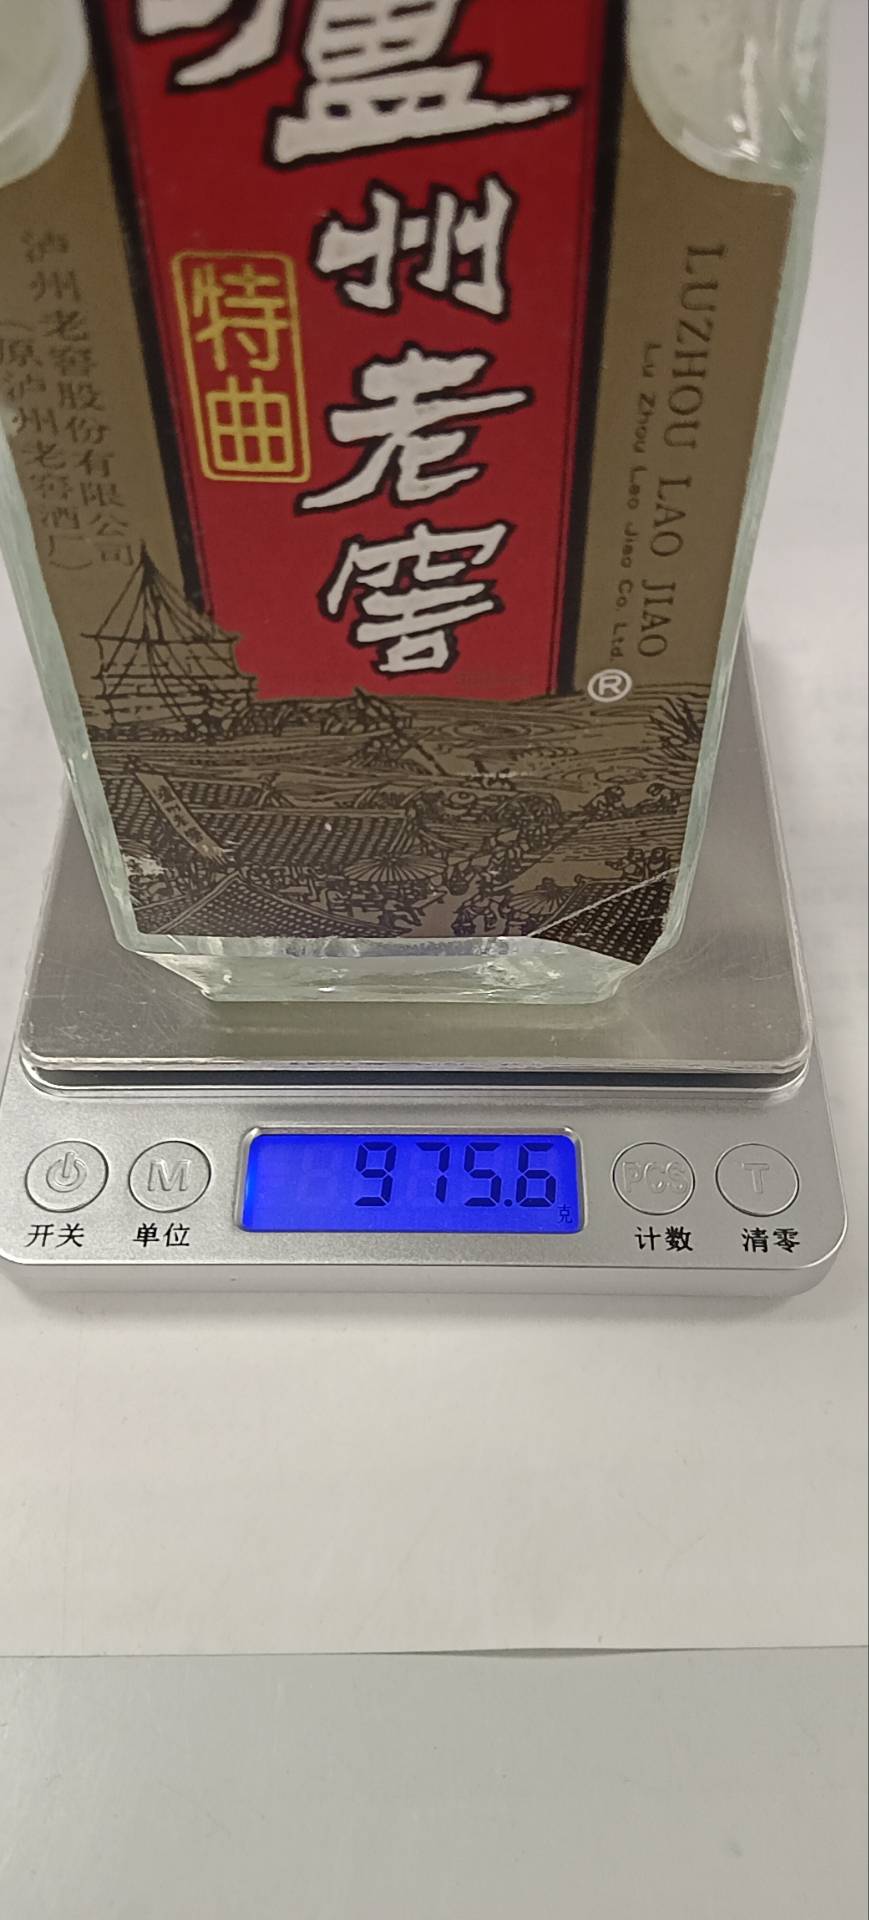 瀘州老窖
特曲
泸州老窖股份有限公司
（原泸州老窖酒厂）
LUZHOU LAO JIAO
Lu Zhou Lao Jiao Co. Ltd.
®
975.6
克
M
PCS
T
开关
单位
计数
清零